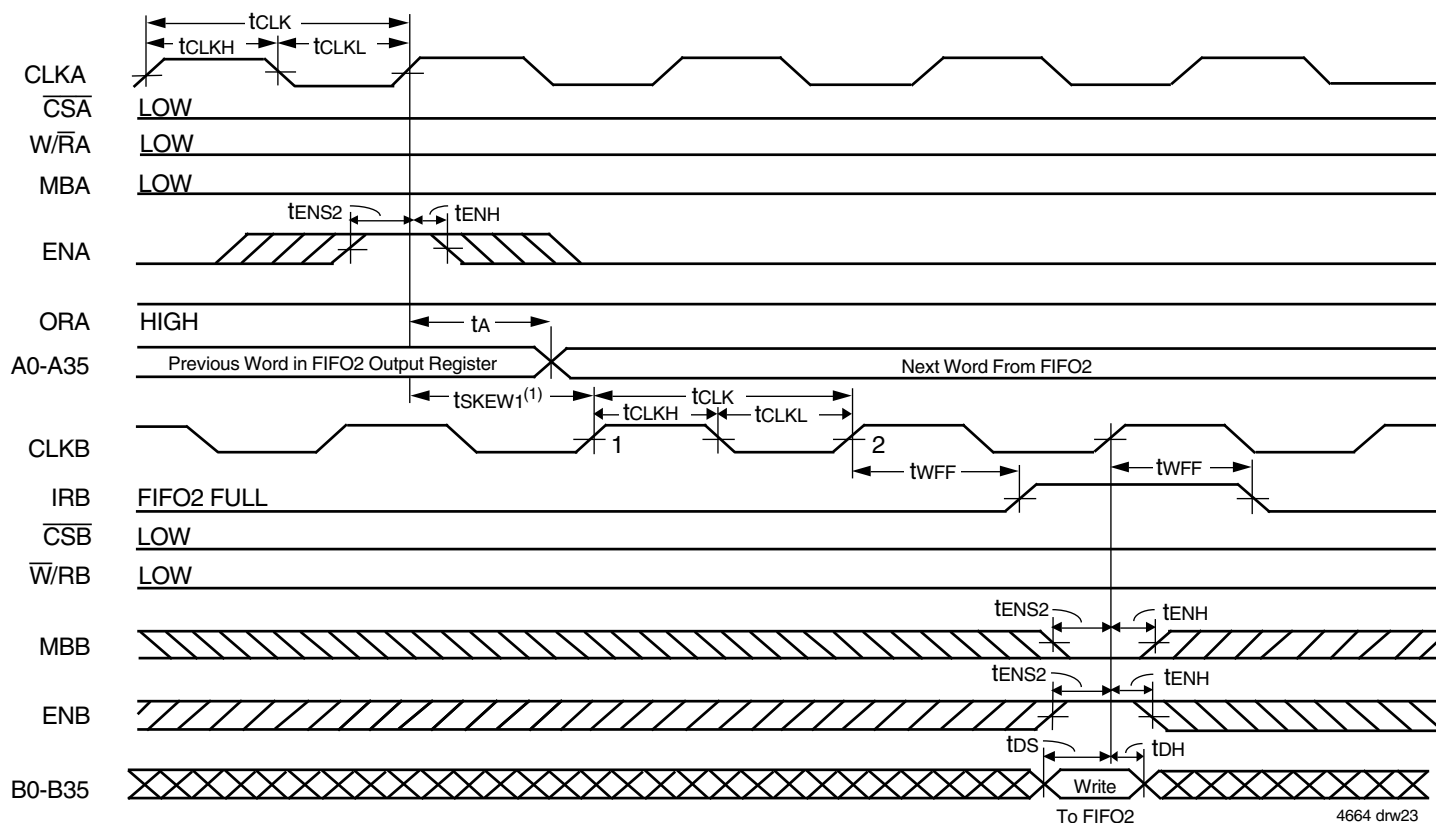 tCLK
tCLKH tCLKL
CLKA
CSA LOW
W/RA LOW
MBA LOW
tENS2 tENH
ENA
ORA HIGH
tA
A0-A35 Previous Word in FIFO2 Output Register Next Word From FIFO2
tSKEW1(1) tCLK
tCLKH tCLKL
CLKB 1 2
tWFF tWFF
IRB FIFO2 FULL
CSB LOW
W/RB LOW
tENS2 tENH
MBB
tENS2 tENH
ENB
tDS tDH
B0-B35 Write
To FIFO2 4664 drw23